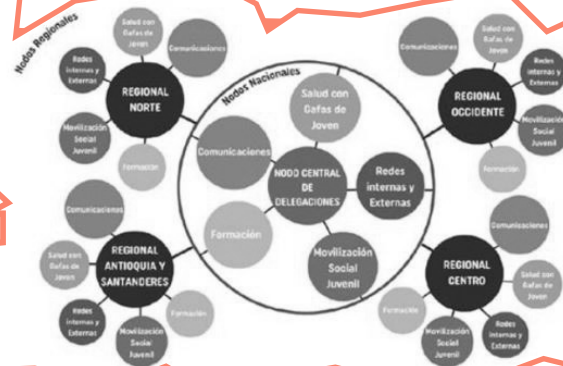 Nodos Regionales
Salud con
Gafas de
Joven
Comunicaciones
Redes
internas y
Externas
REGIONAL
NORTE
Movilización
Social
Juvenil
Formación
Nodos Nacionales
Salud con
Gafas de
Joven
Comunicaciones
NODO CENTRAL
DE
DELEGACIONES
Redes
internas y
Externas
Formación
Movilización
Social
Juvenil
Comunizaciones
Salud con
Gafas de
Joven
Redes
internas y
Externas
REGIONAL
OCCIDENTE
Movilización
Social
Juvenil
Formación
Comunicaciones
Salud con
Gafas de
Joven
REGIONAL
ANTIOQUIA Y
SANTANDERES
Redes
internas y
Externas
Movilización
Social
Juvenil
Formación
Comunicaciones
REGIONAL
CENTRO
Salud con
Gafas de
Joven
Formación
Movilización
Social
Juvenil
Redes
internas y
Externas